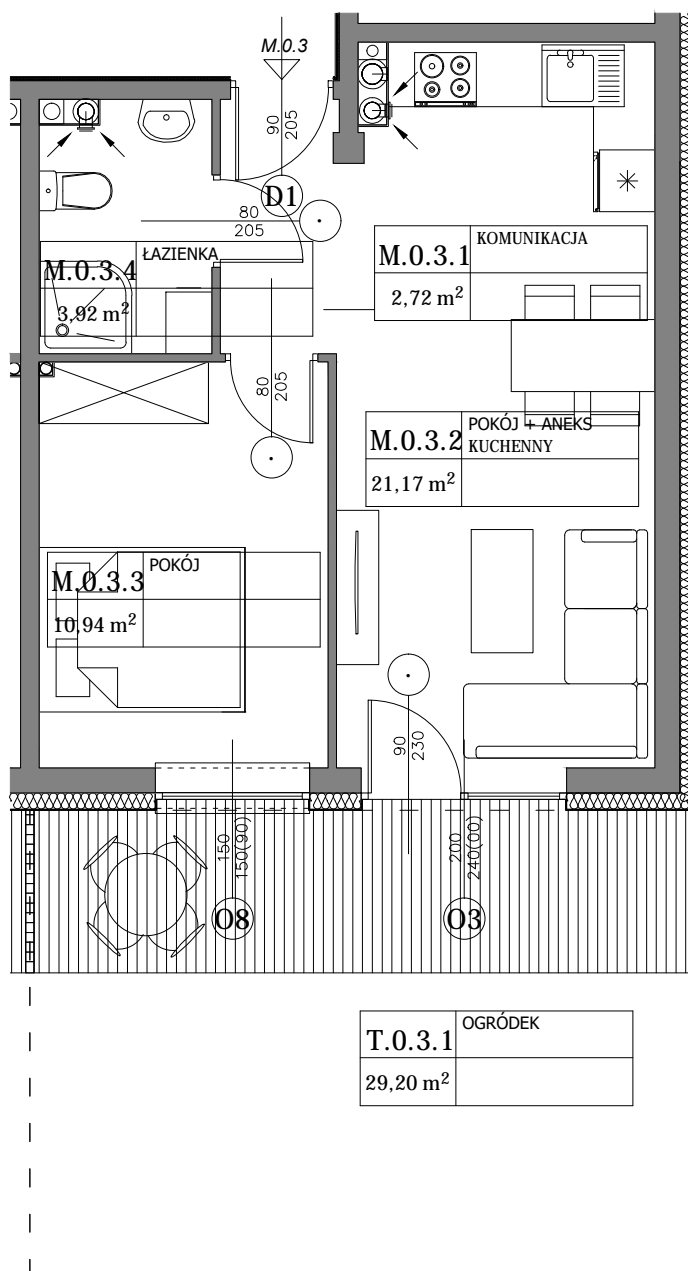 M.0.3
90
205
D1
80
205
M.0.3.1
KOMUNIKACJA
2,72 m²
M.0.3.4
ŁAZIENKA
3,92 m²
80
205
M.0.3.2
POKÓJ + ANEKS
KUCHENNY
21,17 m²
M.0.3.3
POKÓJ
10,94 m²
90
230
150
150(90)
O8
200
240(00)
O3
T.0.3.1
OGRÓDEK
29,20 m²